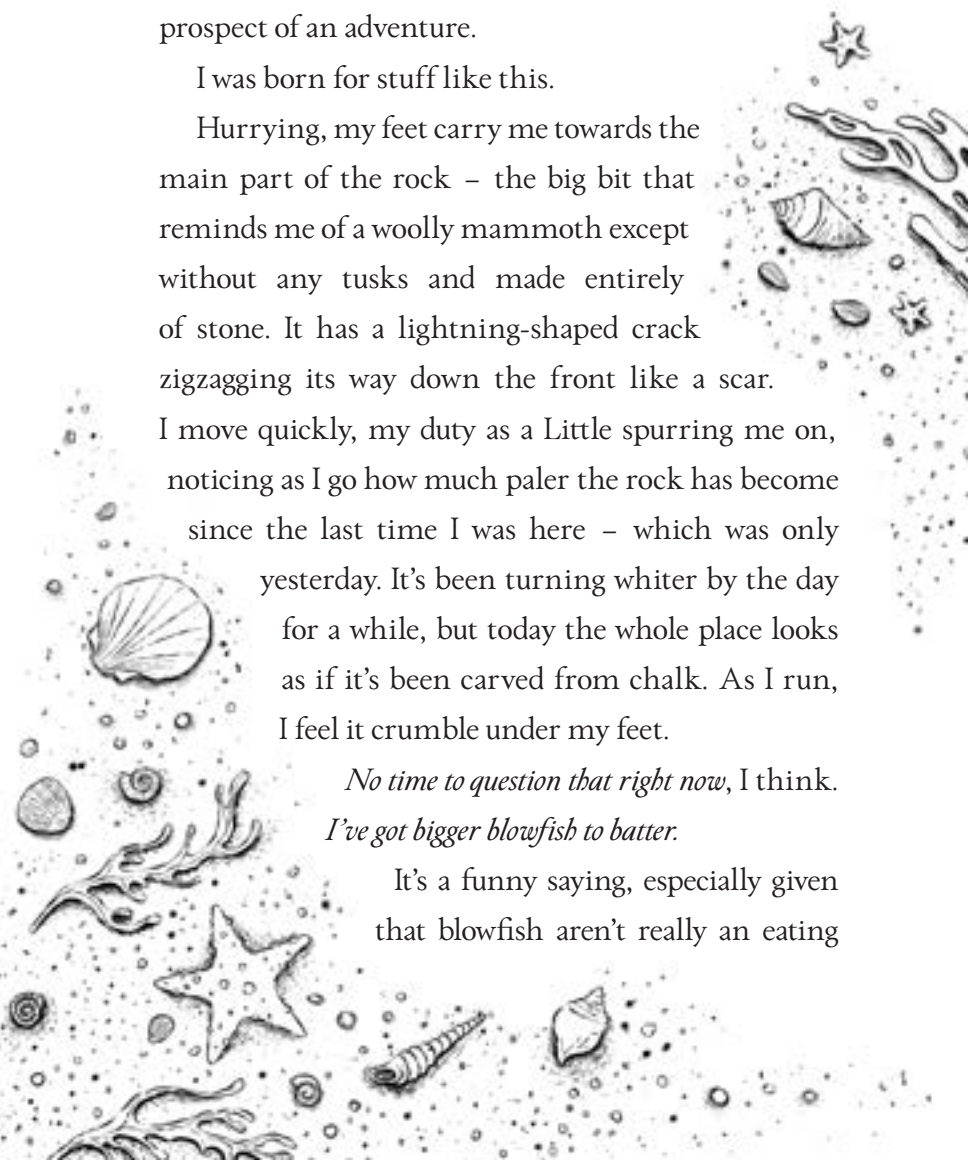 prospect of an adventure.
I was born for stuff like this.
Hurrying, my feet carry me towards the
main part of the rock – the big bit that
reminds me of a woolly mammoth except
without any tusks and made entirely
of stone. It has a lightning-shaped crack
zigzagging its way down the front like a scar.
I move quickly, my duty as a Little spurring me on,
noticing as I go how much paler the rock has become
since the last time I was here – which was only
yesterday. It’s been turning whiter by the day
for a while, but today the whole place looks
as if it’s been carved from chalk. As I run,
I feel it crumble under my feet.
No time to question that right now, I think.
I’ve got bigger blowfish to batter.
It’s a funny saying, especially given
that blowfish aren’t really an eating